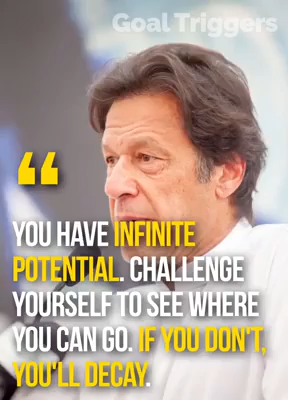 Goal Triggers
“
YOU HAVE INFINITE
POTENTIAL. CHALLENGE
YOURSELF TO SEE WHERE
YOU CAN GO. IF YOU DON'T,
YOU'LL DECAY.